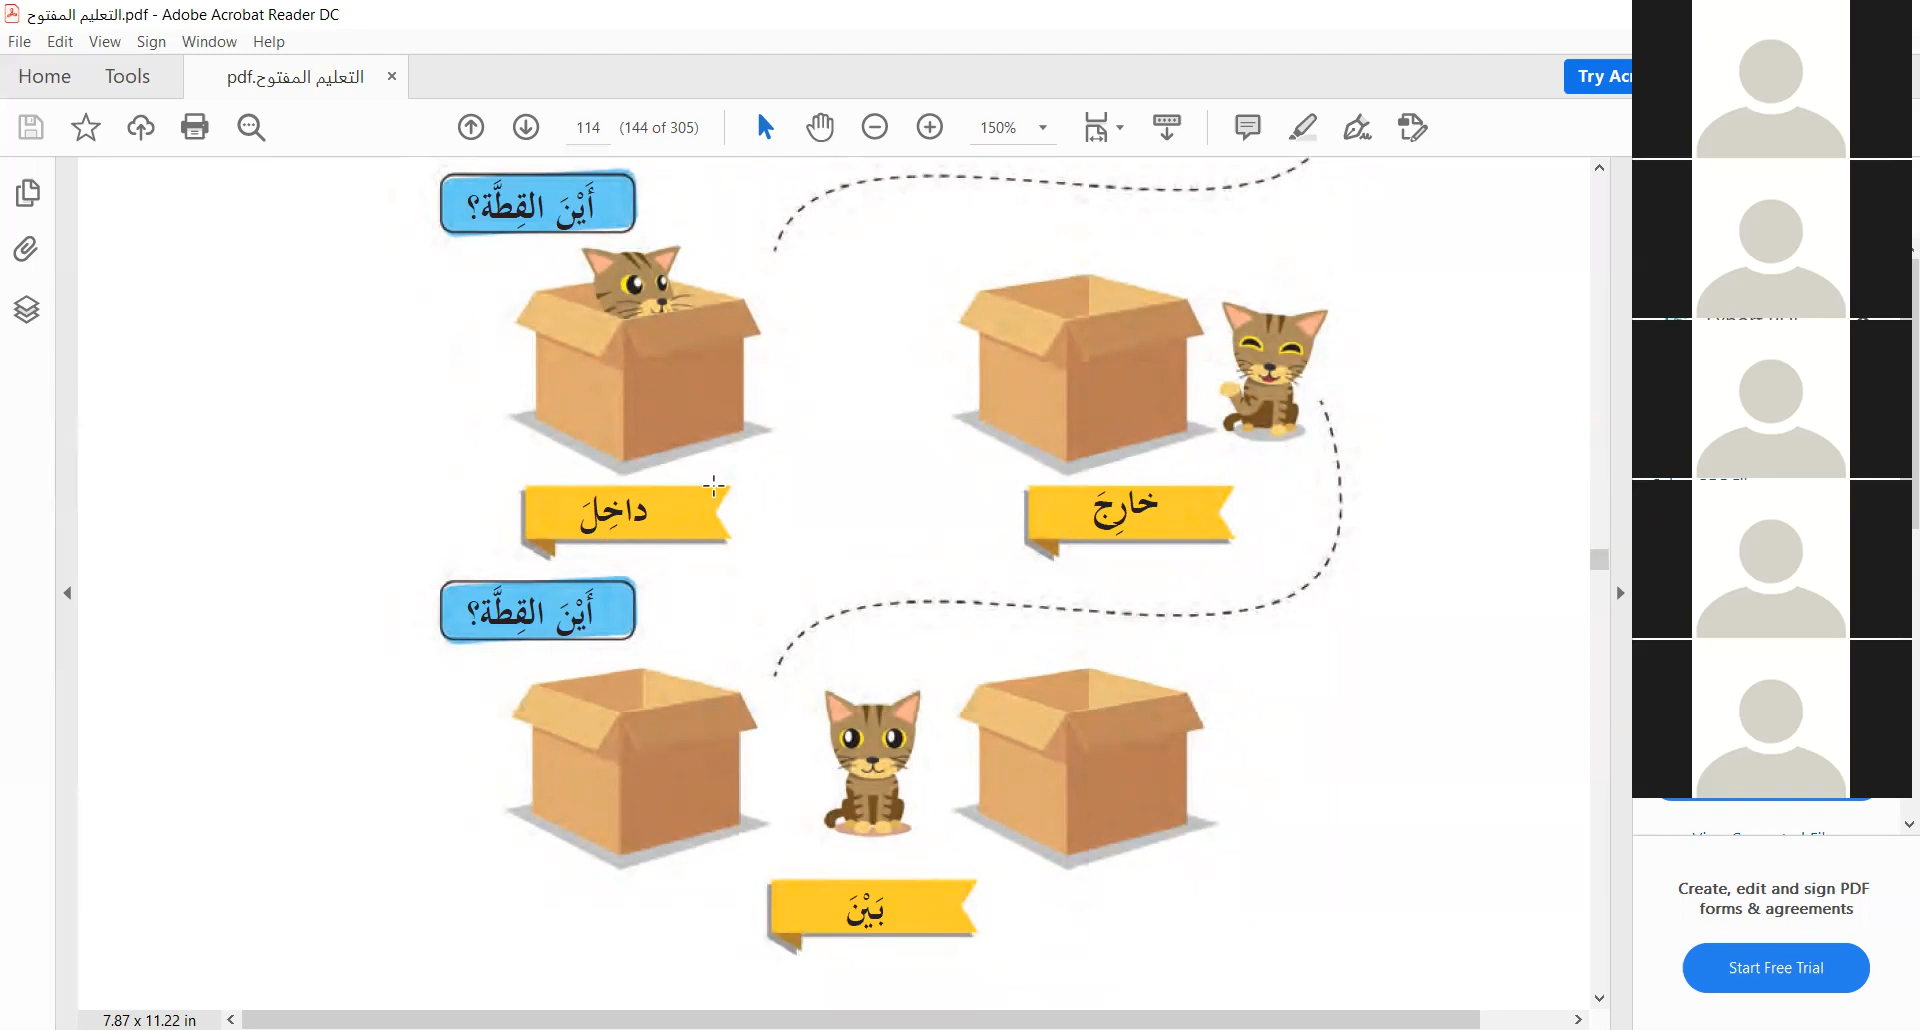 التعليم المفتوح.pdf - Adobe Acrobat Reader DC
File Edit View Sign Window Help
Home Tools التعليم المفتوح.pdf ×
Try Acr
114 (144 of 305) 150%
أَيْنَ القِطَّة؟
داخِلَ
خارِجَ
أَيْنَ القِطَّة؟
بَيْنَ
Create, edit and sign PDF
forms & agreements
Start Free Trial
7.87 x 11.22 in